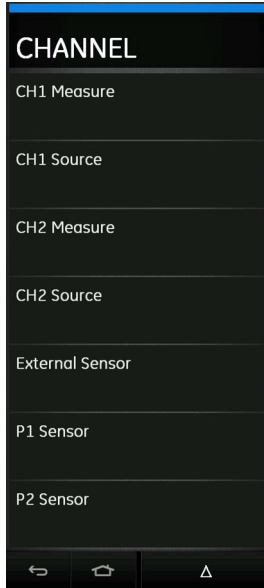 CHANNEL
CH1 Measure
CH1 Source
CH2 Measure
CH2 Source
External Sensor
P1 Sensor
P2 Sensor